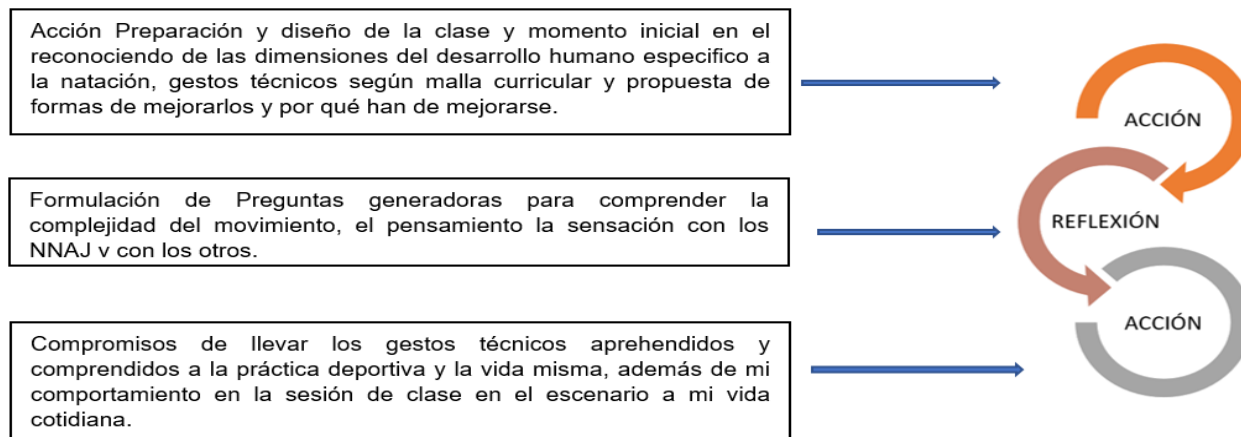 Acción Preparación y diseño de la clase y momento inicial en el
reconociendo de las dimensiones del desarrollo humano especifico a
la natación, gestos técnicos según malla curricular y propuesta de
formas de mejorarlos y por qué han de mejorarse.
ACCIÓN
Formulación de Preguntas generadoras para comprender la
complejidad del movimiento, el pensamiento la sensación con los
NNAJ v con los otros.
REFLEXIÓN
Compromisos de llevar los gestos técnicos aprehendidos y
comprendidos a la práctica deportiva y la vida misma, además de mi
comportamiento en la sesión de clase en el escenario a mi vida
cotidiana.
ACCIÓN